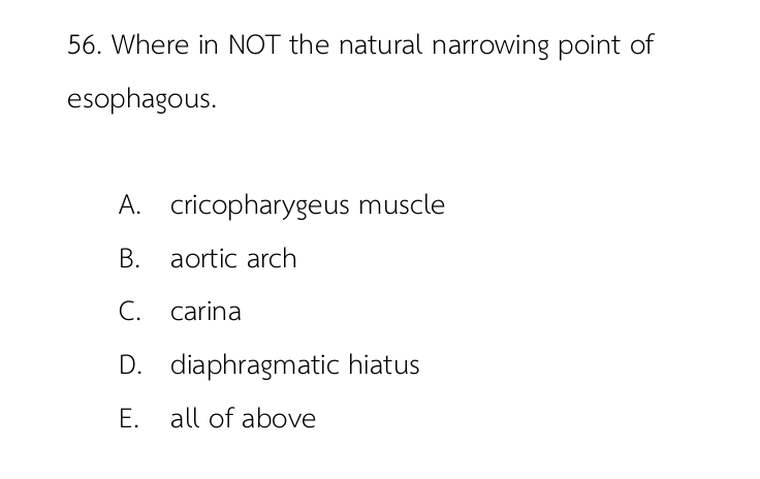 56. Where in NOT the natural narrowing point of
esophagous.
A. cricopharygeus muscle
B. aortic arch
C. carina
D. diaphragmatic hiatus
E. all of above